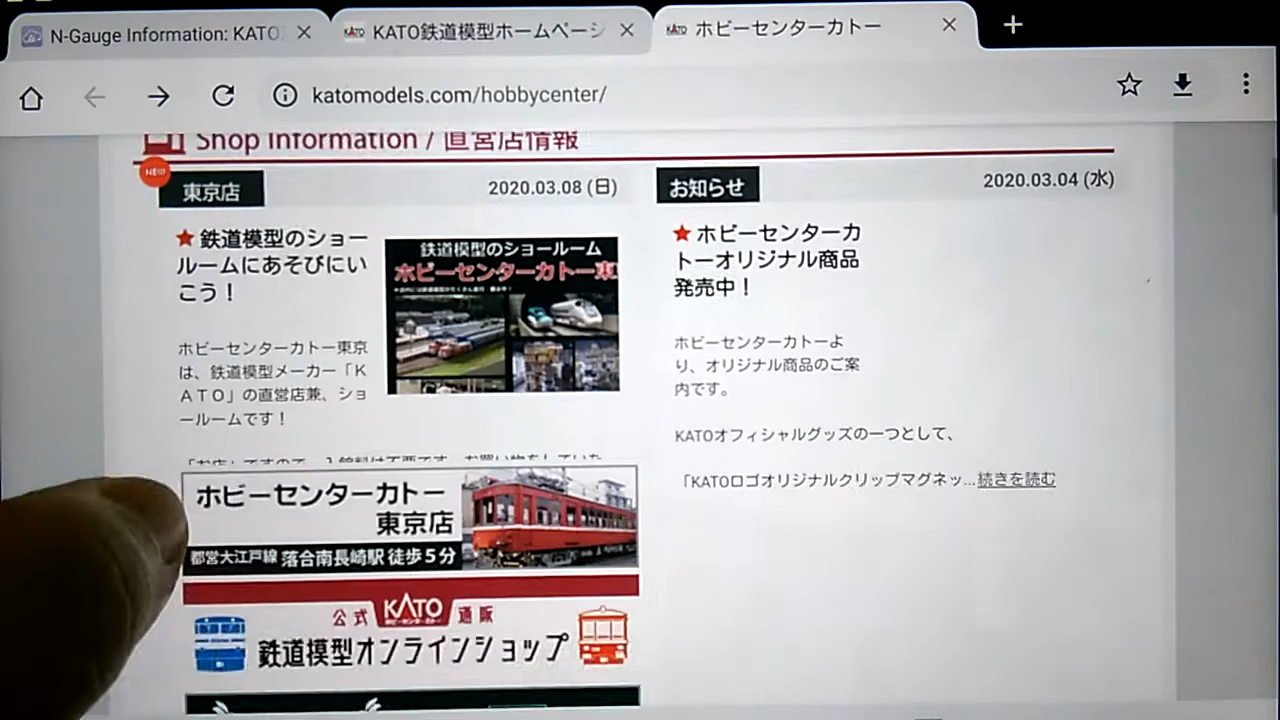 N-Gauge Information: KATO
KATO鉄道模型ホームページ
ホビーセンターカトー
katomodels.com/hobbycenter/
Shop Information / 直営店情報
NEW
東京店
2020.03.08 (日)
★鉄道模型のショー
ルームにあそびにい
こう！
鉄道模型のショールーム
ホビーセンターカトー東
ホビーセンターカトー東京
は、鉄道模型メーカー「K
ATO」の直営店兼、ショ
ールームです！
ホビーセンターカトー
東京店
都営大江戸線 落合南長崎駅 徒歩5分
公式 KATO 通販
鉄道模型オンラインショップ
お知らせ
2020.03.04 (水)
★ホビーセンターカ
トーオリジナル商品
発売中！
ホビーセンターカトーよ
り、オリジナル商品のご案
内です。
KATOオフィシャルグッズの一つとして、
「KATOロゴオリジナルクリップマグネッ...続きを読む